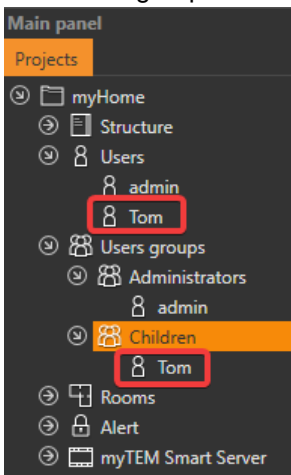 Main panel
Projects
myHome
Structure
Users
admin
Tom
Users groups
Administrators
admin
Children
Tom
Rooms
Alert
myTEM Smart Server